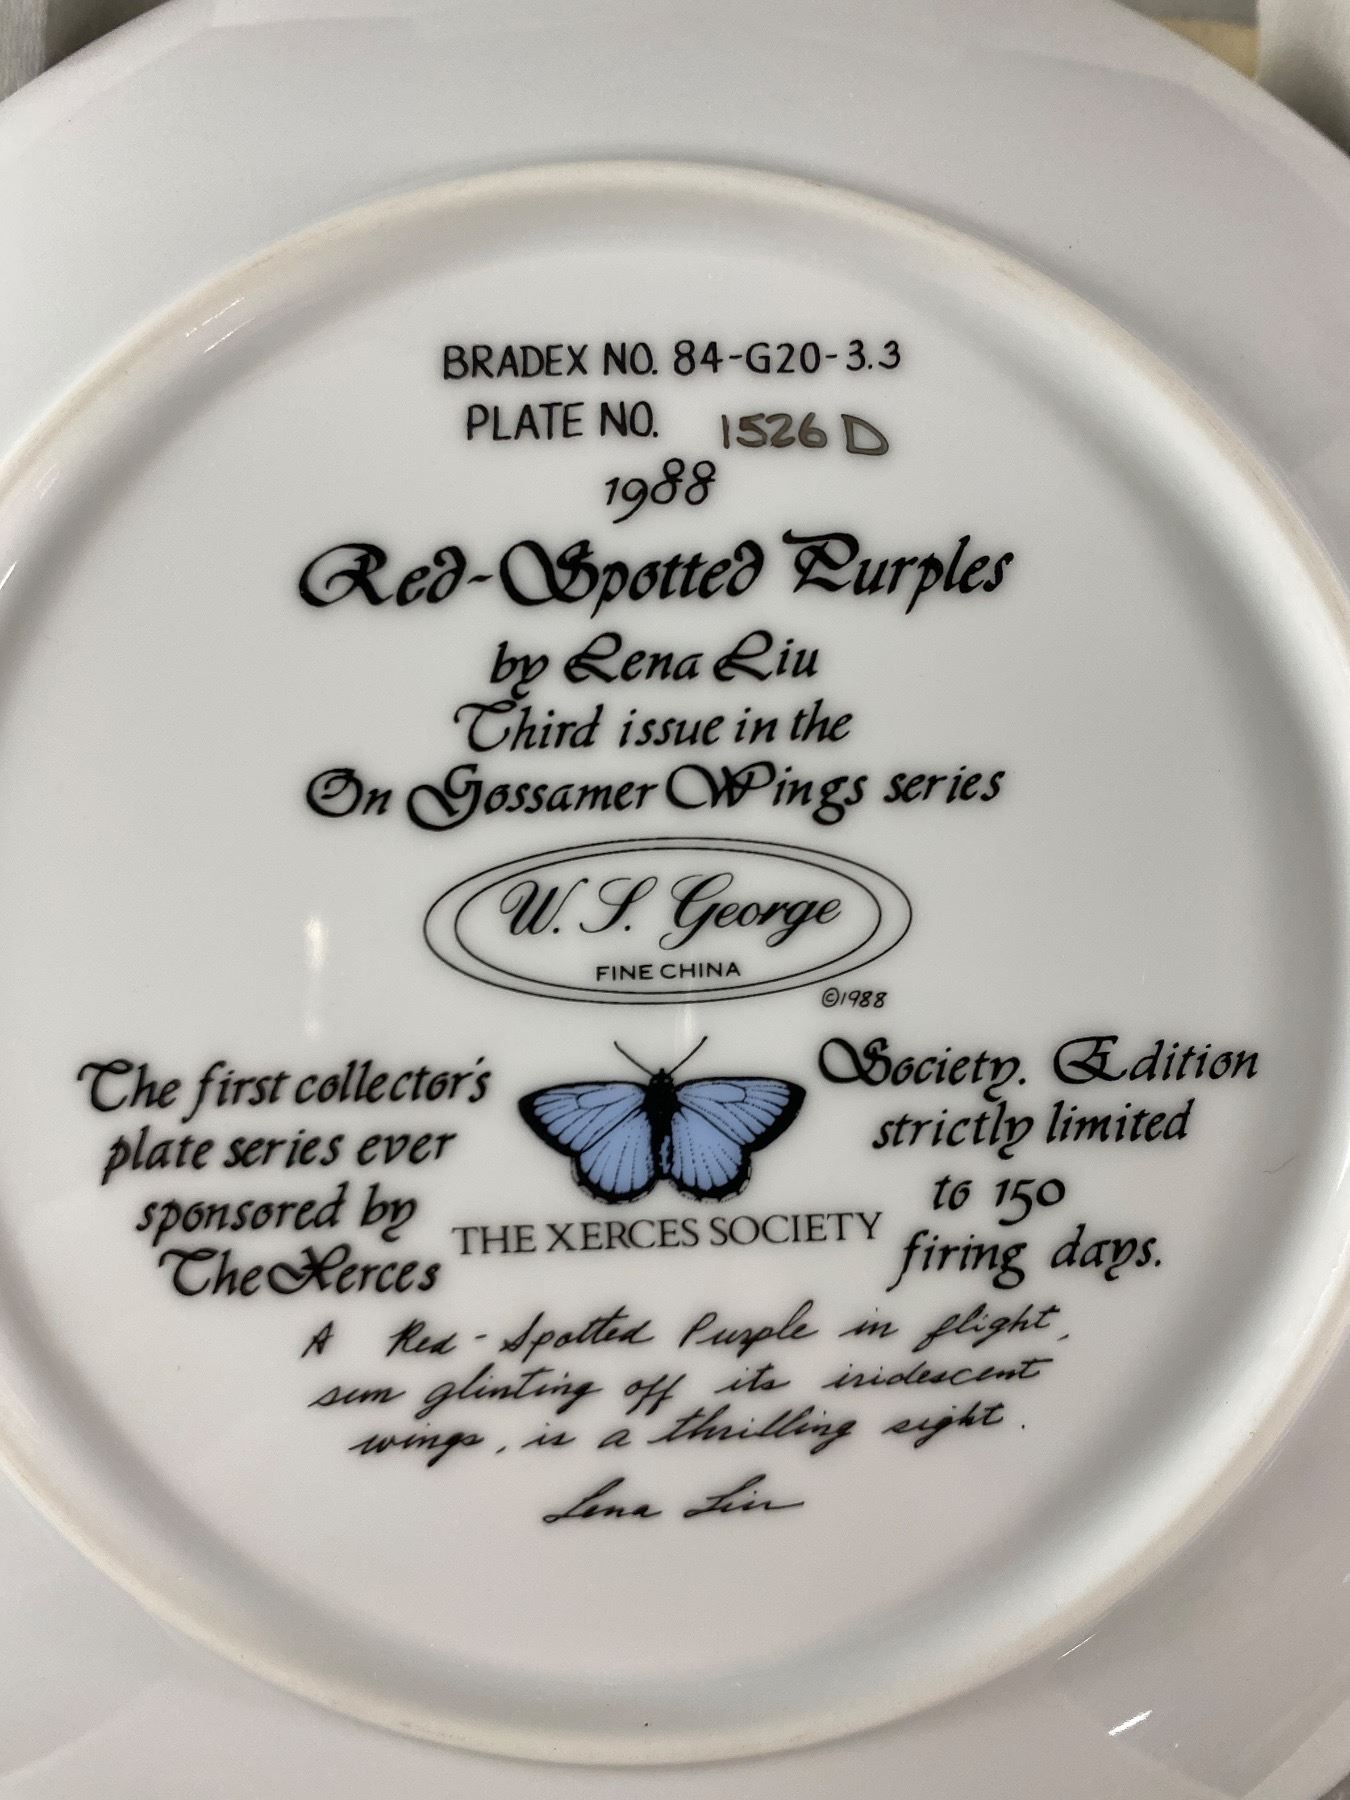 BRADEX NO. 84-G20-3.3
PLATE NO. 1526 D
1988
Red-Spotted Purples
by Lena Liu
Third issue in the
On Gossamer Wings series
W. S. George
FINE CHINA
©1988
The first collector's
plate series ever
sponsored by
The Xerces
THE XERCES SOCIETY
Society. Edition
strictly limited
to 150
firing days.
A Red-Spotted Purple in flight,
sun glinting off its iridescent
wings, is a thrilling sight.
Lena Liu